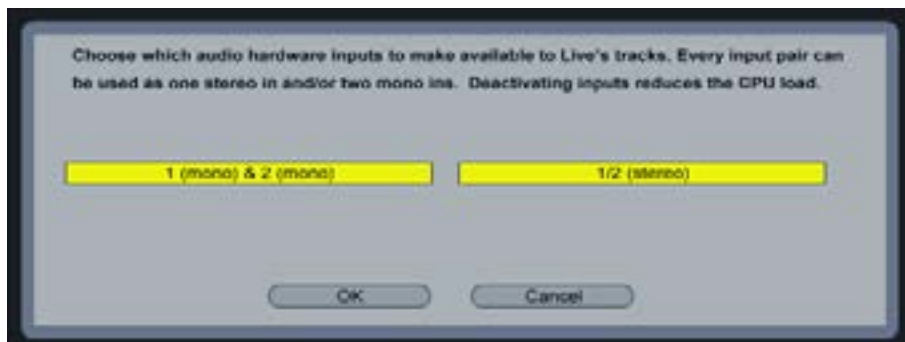 Choose which audio hardware inputs to make available to Live's tracks. Every input pair can
be used as one stereo in and/or two mono ins. Deactivating inputs reduces the CPU load.
1 (mono) & 2 (mono)
1/2 (stereo)
OK
Cancel